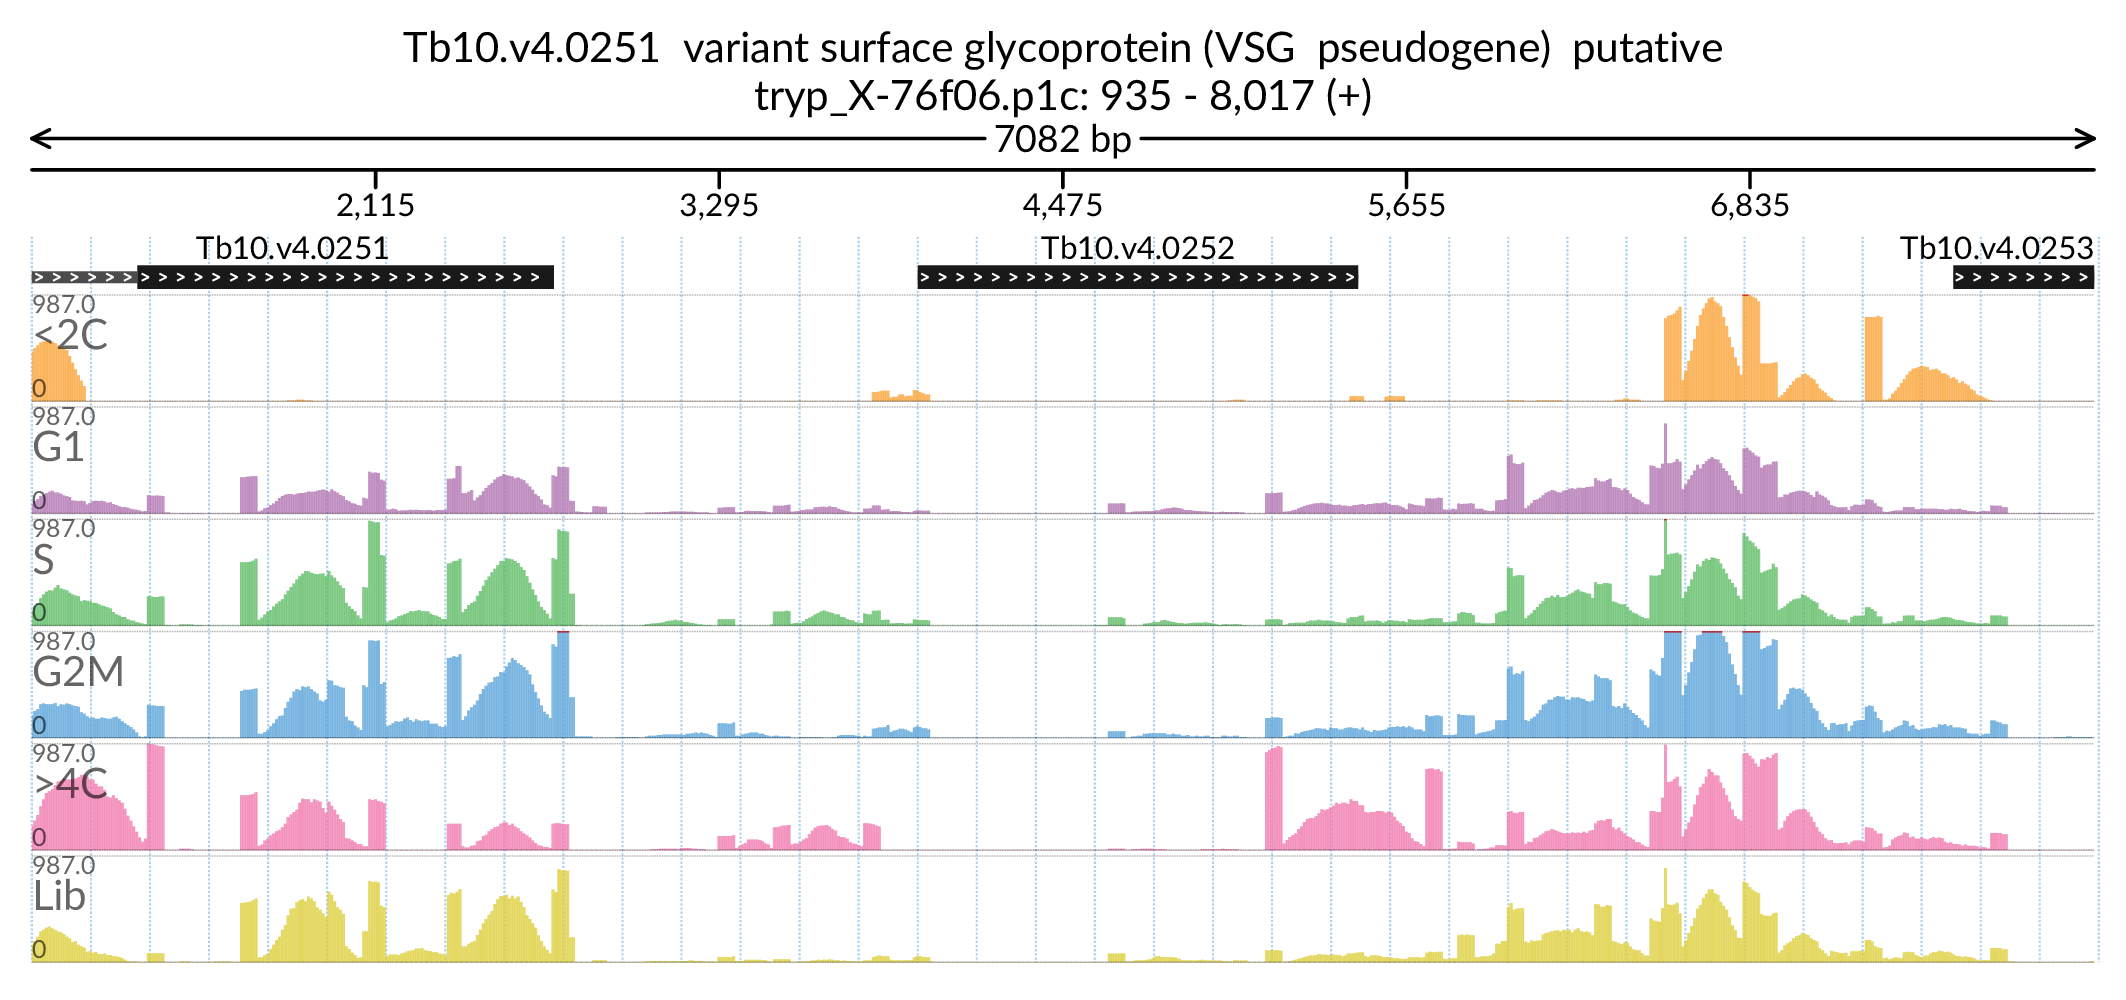 Tb10.v4.0251 variant surface glycoprotein (VSG pseudogene) putative
tryp_X-76f06.p1c: 935 - 8,017 (+)
7082 bp
2,115 3,295 4,475 5,655 6,835
Tb10.v4.0251 Tb10.v4.0252 Tb10.v4.0253
987.0
<2C
0
987.0
G1
0
987.0
S
0
987.0
G2M
0
987.0
>4C
0
987.0
Lib
0